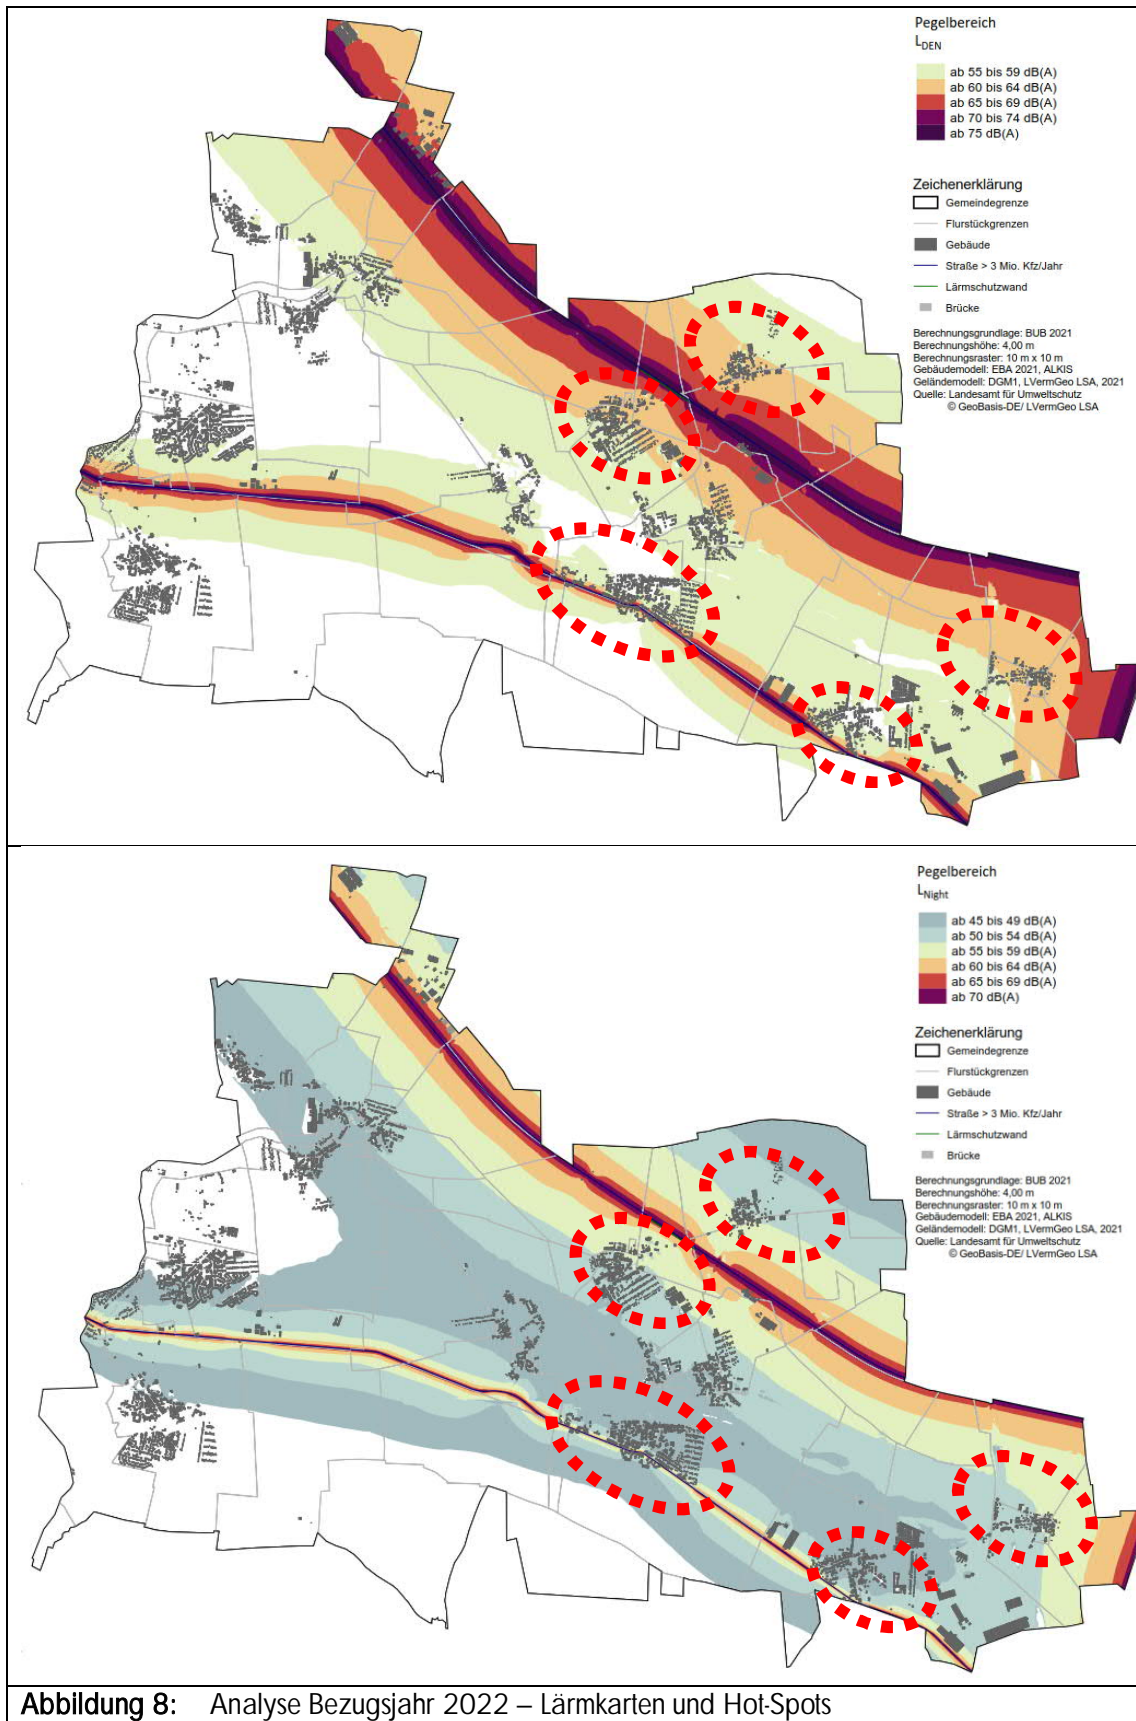 Pegelbereich
LDEN
ab 55 bis 59 dB(A)
ab 60 bis 64 dB(A)
ab 65 bis 69 dB(A)
ab 70 bis 74 dB(A)
ab 75 dB(A)
Zeichenerklärung
Gemeindegrenze
Flurstückgrenzen
Gebäude
Straße > 3 Mio. Kfz/Jahr
Lärmschutzwand
Brücke
Berechnungsgrundlage: BUB 2021
Berechnungshöhe: 4,00 m
Berechnungsraster: 10 m x 10 m
Gebäudemodell: EBA 2021, ALKIS
Geländemodell: DGM1, LVermGeo LSA, 2021
Quelle: Landesamt für Umweltschutz
© GeoBasis-DE/ LVermGeo LSA
Pegelbereich
LNight
ab 45 bis 49 dB(A)
ab 50 bis 54 dB(A)
ab 55 bis 59 dB(A)
ab 60 bis 64 dB(A)
ab 65 bis 69 dB(A)
ab 70 dB(A)
Zeichenerklärung
Gemeindegrenze
Flurstückgrenzen
Gebäude
Straße > 3 Mio. Kfz/Jahr
Lärmschutzwand
Brücke
Berechnungsgrundlage: BUB 2021
Berechnungshöhe: 4,00 m
Berechnungsraster: 10 m x 10 m
Gebäudemodell: EBA 2021, ALKIS
Geländemodell: DGM1, LVermGeo LSA, 2021
Quelle: Landesamt für Umweltschutz
© GeoBasis-DE/ LVermGeo LSA
Abbildung 8: Analyse Bezugsjahr 2022 – Lärmkarten und Hot-Spots